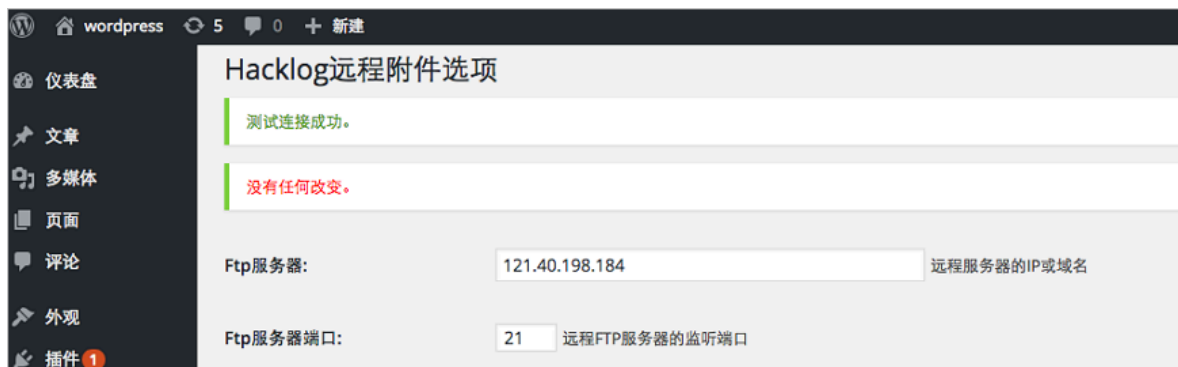 wordpress 5 0 新建
仪表盘
文章
多媒体
页面
评论
外观
插件 1
Hacklog远程附件选项
测试连接成功。
没有任何改变。
Ftp服务器: 121.40.198.184 远程服务器的IP或域名
Ftp服务器端口: 21 远程FTP服务器的监听端口